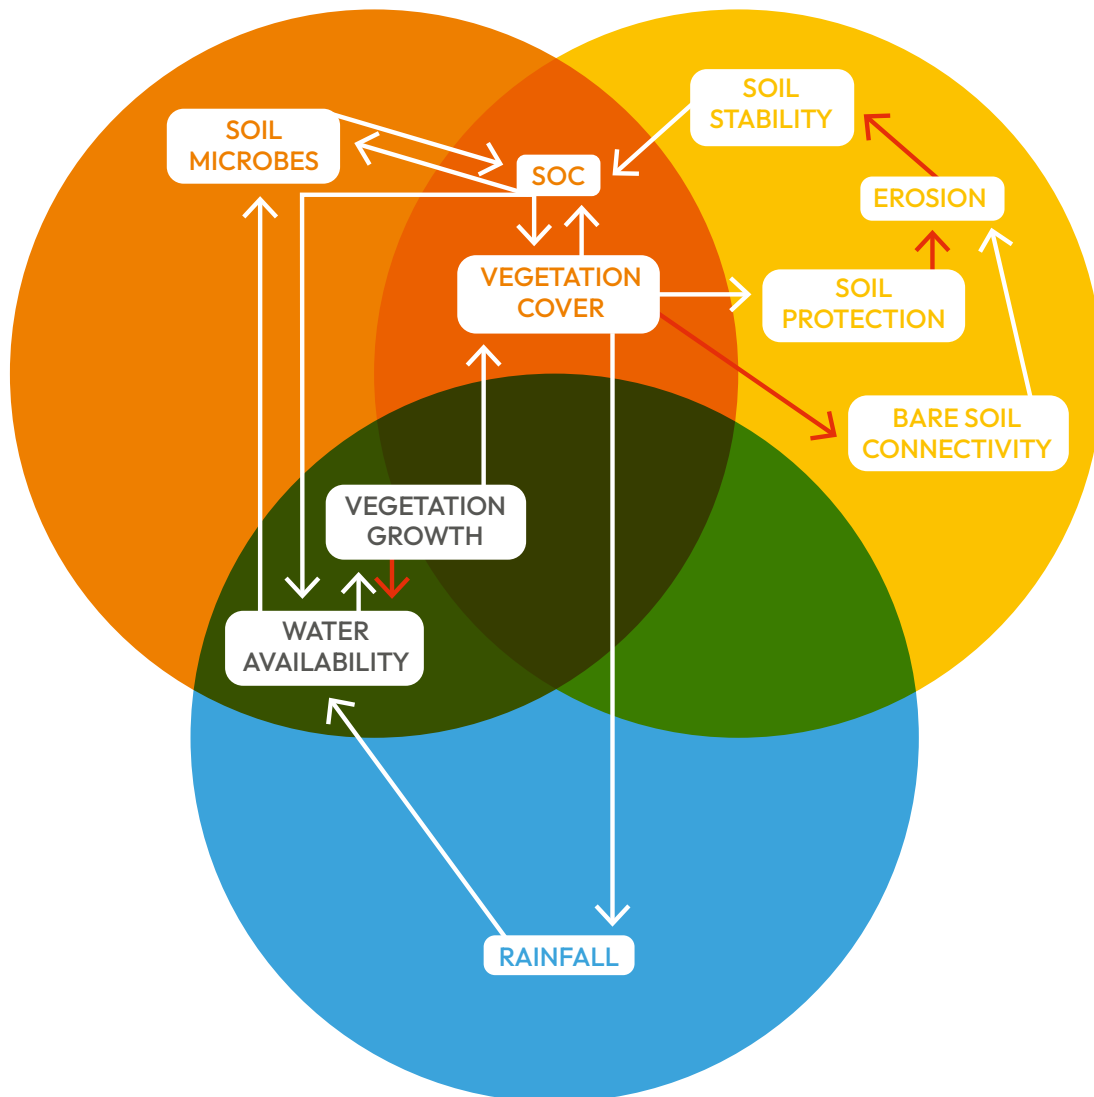 SOIL
STABILITY
SOIL
MICROBES
SOC
EROSION
VEGETATION
COVER
SOIL
PROTECTION
BARE SOIL
CONNECTIVITY
VEGETATION
GROWTH
WATER
AVAILABILITY
RAINFALL